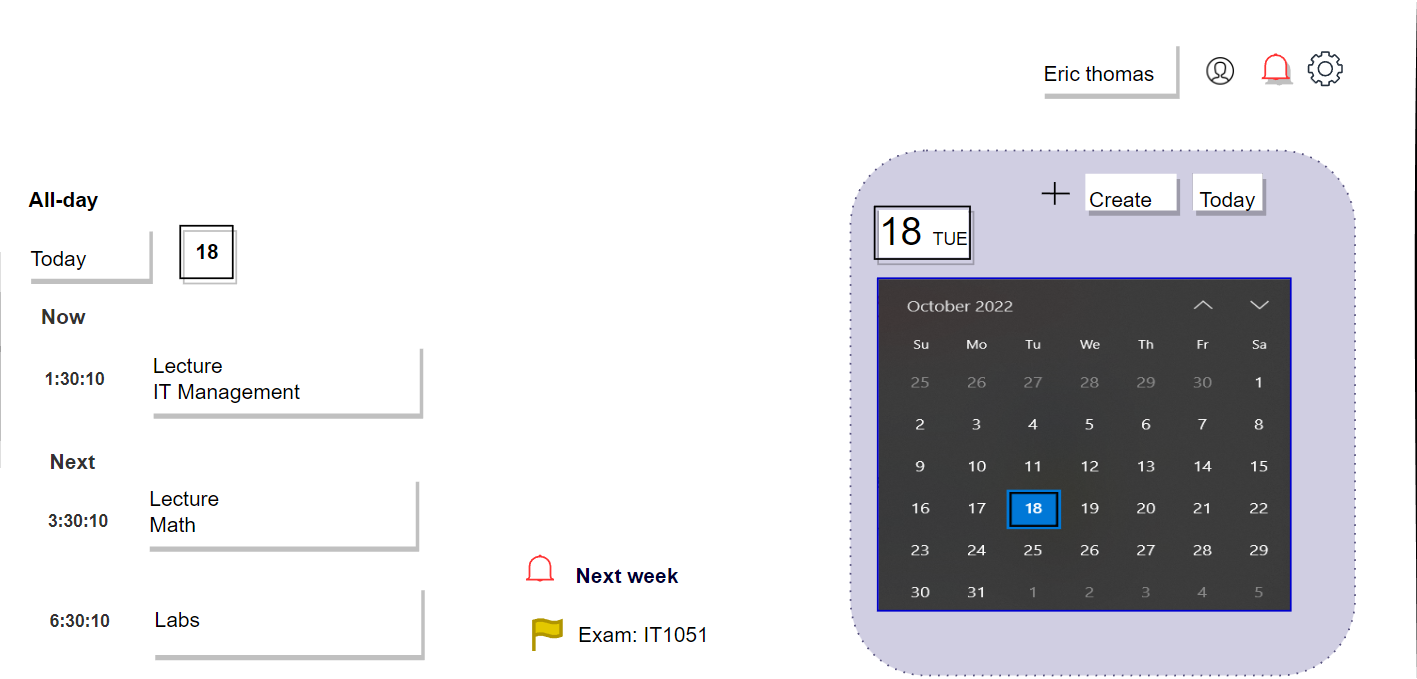 Eric thomas
All-day
Today
18
Now
1:30:10
Lecture
IT Management
Next
3:30:10
Lecture
Math
6:30:10
Labs
Next week
Exam: IT1051
Create
Today
18 TUE
October 2022
Su Mo Tu We Th Fr Sa
25 26 27 28 29 30 1
2 3 4 5 6 7 8
9 10 11 12 13 14 15
16 17 18 19 20 21 22
23 24 25 26 27 28 29
30 31 1 2 3 4 5